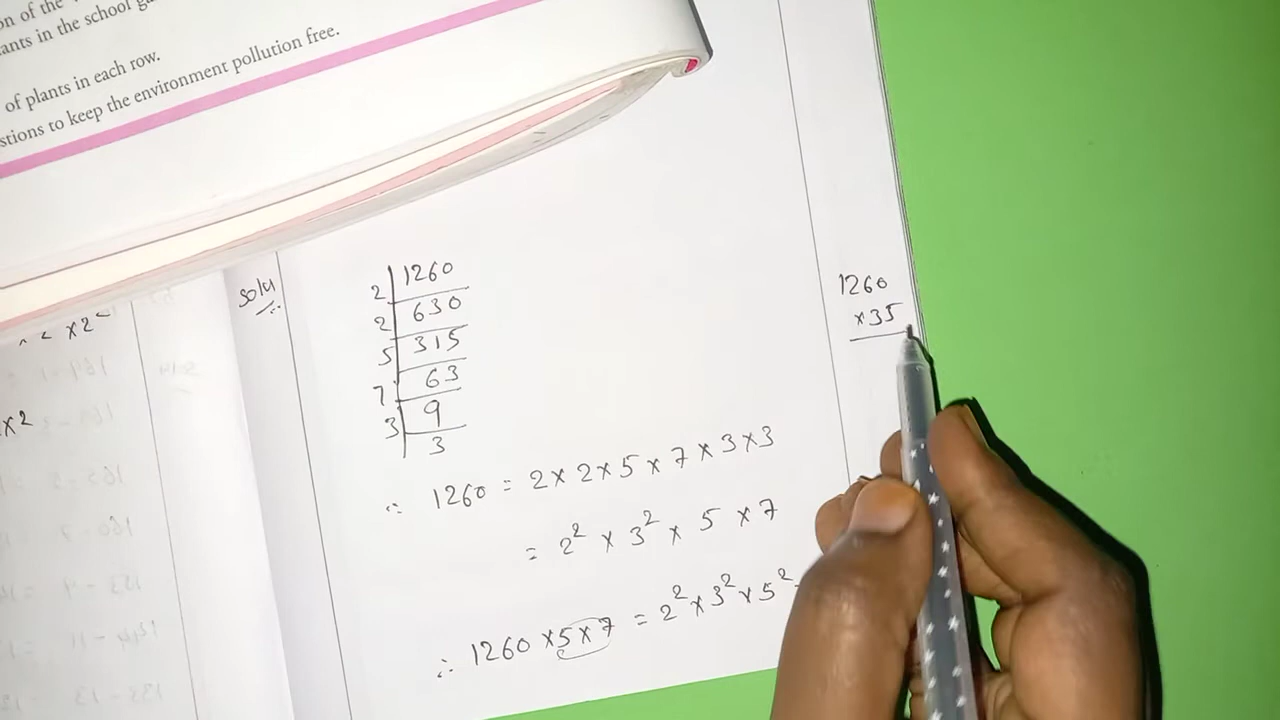 on of the
ants in the school
of plants in each row.
stions to keep the environment pollution free.
Soln
2 | 1260
2 | 630
5 | 315
7 | 63
3 | 9
3
∴ 1260 = 2 × 2 × 5 × 7 × 3 × 3
= 2² × 3² × 5 × 7
∴ 1260 × 5 × 7 = 2² × 3² × 5²
1260
× 35
×2